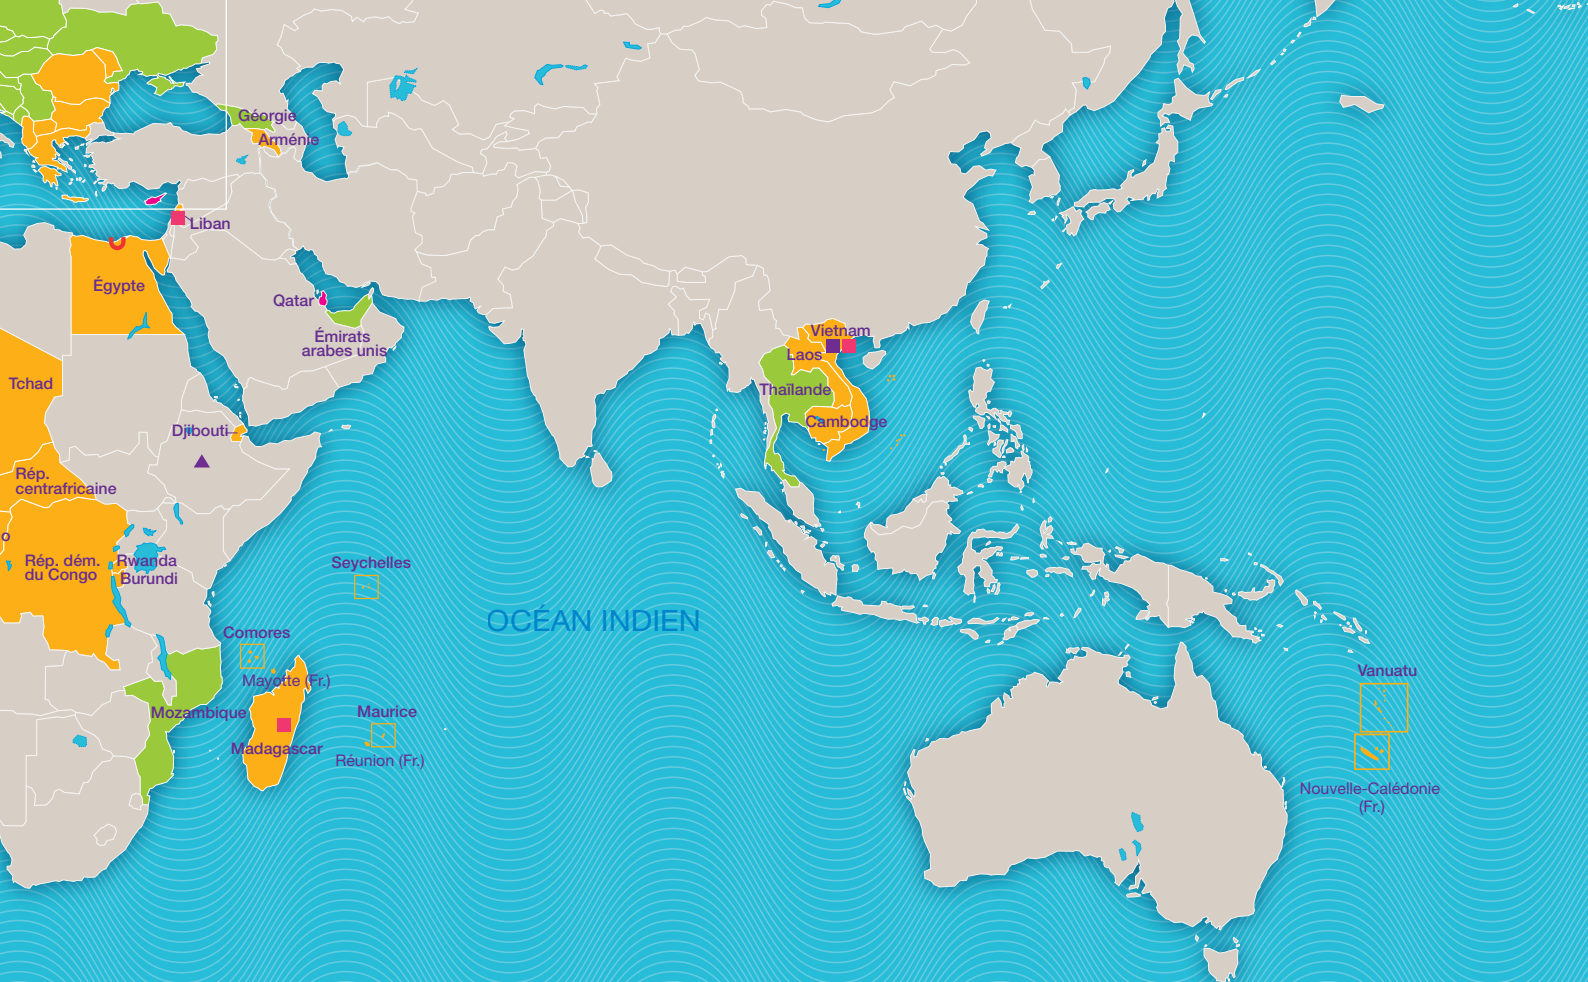 Géorgie
Arménie
Liban
Égypte
Qatar
Émirats
arabes unis
Vietnam
Laos
Tchad
Thaïlande
Cambodge
Djibouti
Rép.
centrafricaine
o
Rép. dém.
du Congo
Rwanda
Burundi
Seychelles
OCÉAN INDIEN
Comores
Mayotte (Fr.)
Vanuatu
Mozambique
Maurice
Madagascar
Réunion (Fr.)
Nouvelle-Calédonie
(Fr.)